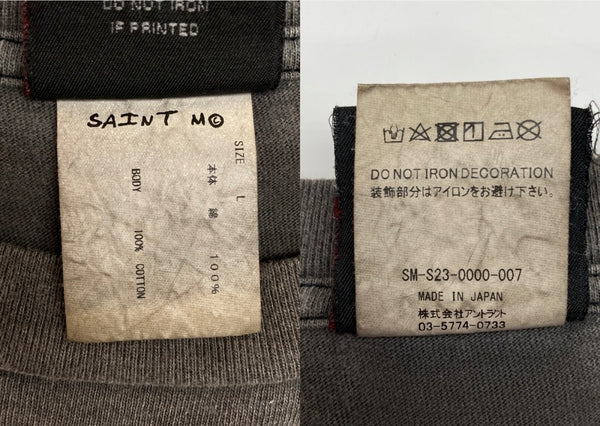 DO NOT IRON
IF PRINTED
SAINT M©
SIZE L
本体 綿 100%
BODY 100% COTTON
DO NOT IRON DECORATION
装飾部分はアイロンをお避け下さい。
SM-S23-0000-007
MADE IN JAPAN
株式会社アントラクト
03-5774-0733